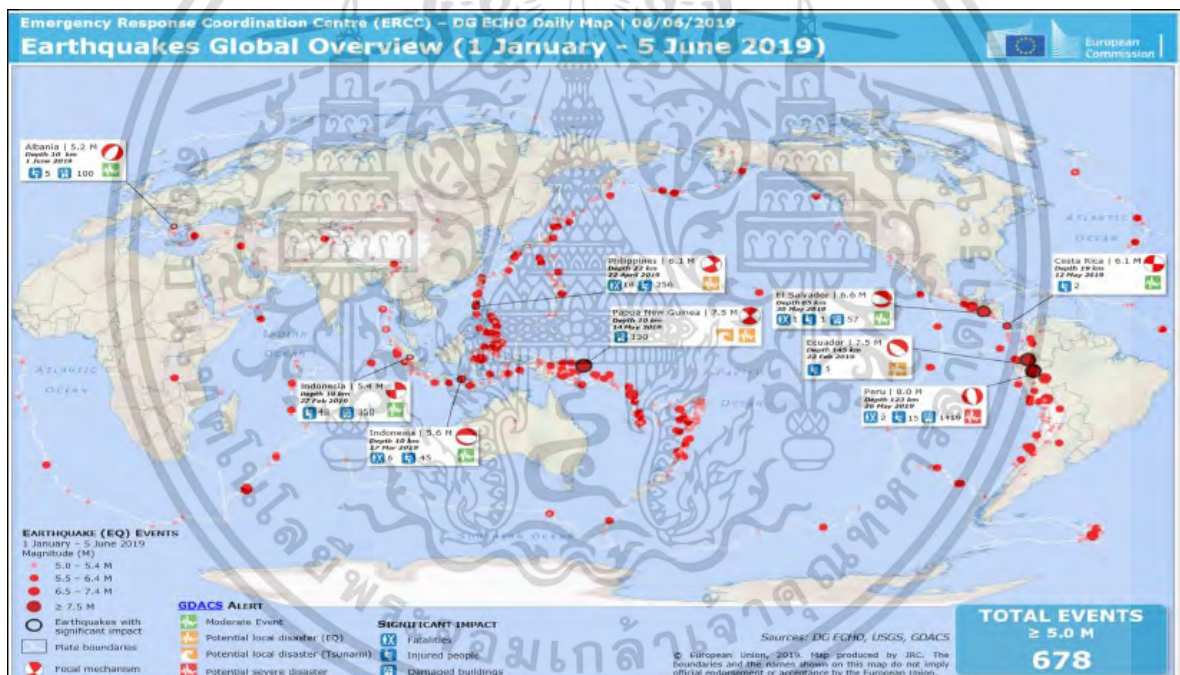 Emergency Response Coordination Centre (ERCC) – DG ECHO Daily Map | 06/06/2019
Earthquakes Global Overview (1 January - 5 June 2019)
European
Commission
Albania | 5.2 M
Depth 10 km
1 June 2019
5 100
ATLANTIC
OCEAN
Philippines | 6.1 M
Depth 22 km
22 April 2019
18 256
Costa Rica | 6.1 M
Depth 19 km
12 May 2019
2
El Salvador | 6.6 M
Depth 65 km
30 May 2019
1 1 57
Papua New Guinea | 7.5 M
Depth 10 km
14 May 2019
INDIAN
OCEAN
Ecuador | 7.5 M
Depth 145 km
22 Feb 2019
ATLANTIC
OCEAN
PACIFIC
OCEAN
Indonesia | 5.4 M
Depth 10 km
27 Feb 2019
Peru | 8.0 M
Depth 123 km
26 May 2019
2 15
Indonesia | 5.6 M
Depth 10 km
17 Mar 2019
6 45
SOUTHERN OCEAN
EARTHQUAKE (EQ) EVENTS
1 January – 5 June 2019
Magnitude (M)
5.0 – 5.4 M
5.5 – 6.4 M
6.5 – 7.4 M
≥ 7.5 M
Earthquakes with
significant impact
Plate boundaries
Focal mechanism
GDACS ALERT
Moderate Event
Potential local disaster (EQ)
Potential local disaster (Tsunami)
Potential severe disaster
SIGNIFICANT IMPACT
Fatalities
Injured people
Damaged buildings
Sources: DG ECHO, USGS, GDACS
© European Union, 2019. Map produced by JRC. The
boundaries and the names shown on this map do not imply
official endorsement or acceptance by the European Union.
TOTAL EVENTS
≥ 5.0 M
678